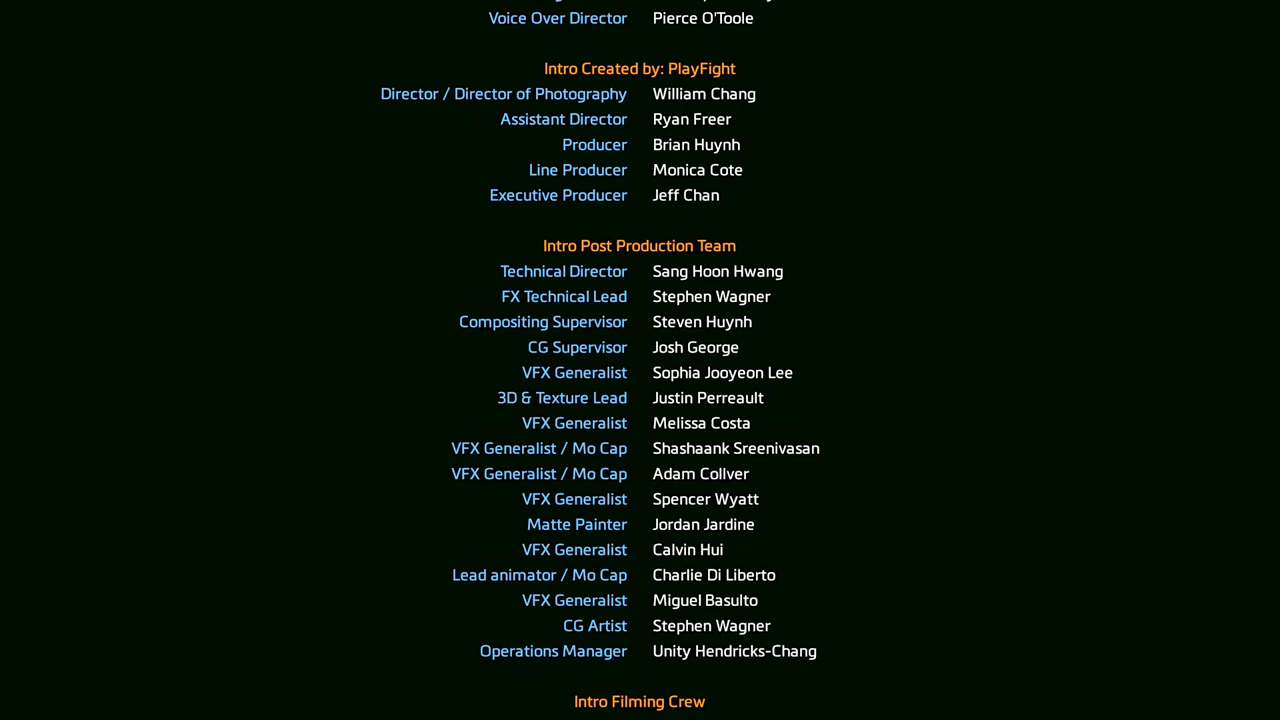 Voice Over Director Pierce O'Toole
Intro Created by: PlayFight
Director / Director of Photography William Chang
Assistant Director Ryan Freer
Producer Brian Huynh
Line Producer Monica Cote
Executive Producer Jeff Chan
Intro Post Production Team
Technical Director Sang Hoon Hwang
FX Technical Lead Stephen Wagner
Compositing Supervisor Steven Huynh
CG Supervisor Josh George
VFX Generalist Sophia Jooyeon Lee
3D & Texture Lead Justin Perreault
VFX Generalist Melissa Costa
VFX Generalist / Mo Cap Shashaank Sreenivasan
VFX Generalist / Mo Cap Adam Collver
VFX Generalist Spencer Wyatt
Matte Painter Jordan Jardine
VFX Generalist Calvin Hui
Lead animator / Mo Cap Charlie Di Liberto
VFX Generalist Miguel Basulto
CG Artist Stephen Wagner
Operations Manager Unity Hendricks-Chang
Intro Filming Crew